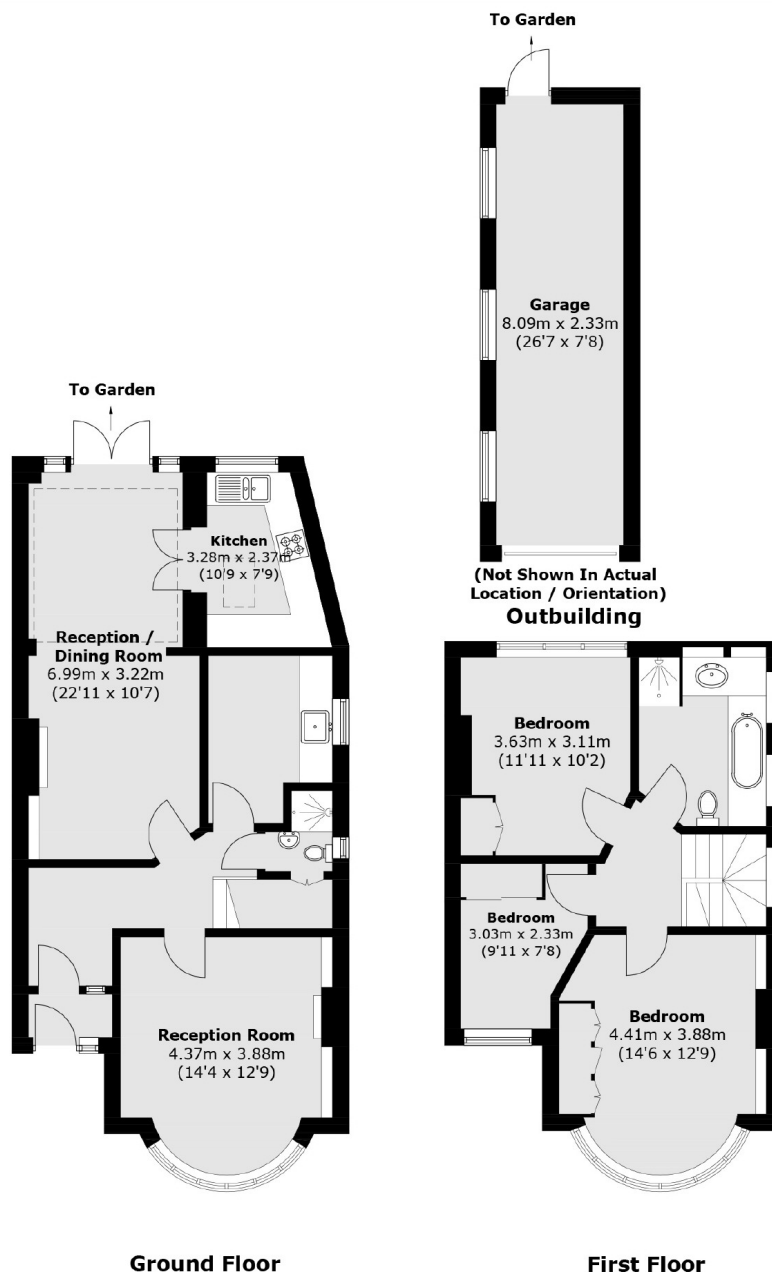 To Garden
Garage
8.09m x 2.33m
(26'7 x 7'8)
(Not Shown In Actual
Location / Orientation)
Outbuilding
To Garden
Kitchen
3.28m x 2.37m
(10'9 x 7'9)
Reception /
Dining Room
6.99m x 3.22m
(22'11 x 10'7)
Reception Room
4.37m x 3.88m
(14'4 x 12'9)
Ground Floor
Bedroom
3.63m x 3.11m
(11'11 x 10'2)
Bedroom
3.03m x 2.33m
(9'11 x 7'8)
Bedroom
4.41m x 3.88m
(14'6 x 12'9)
First Floor